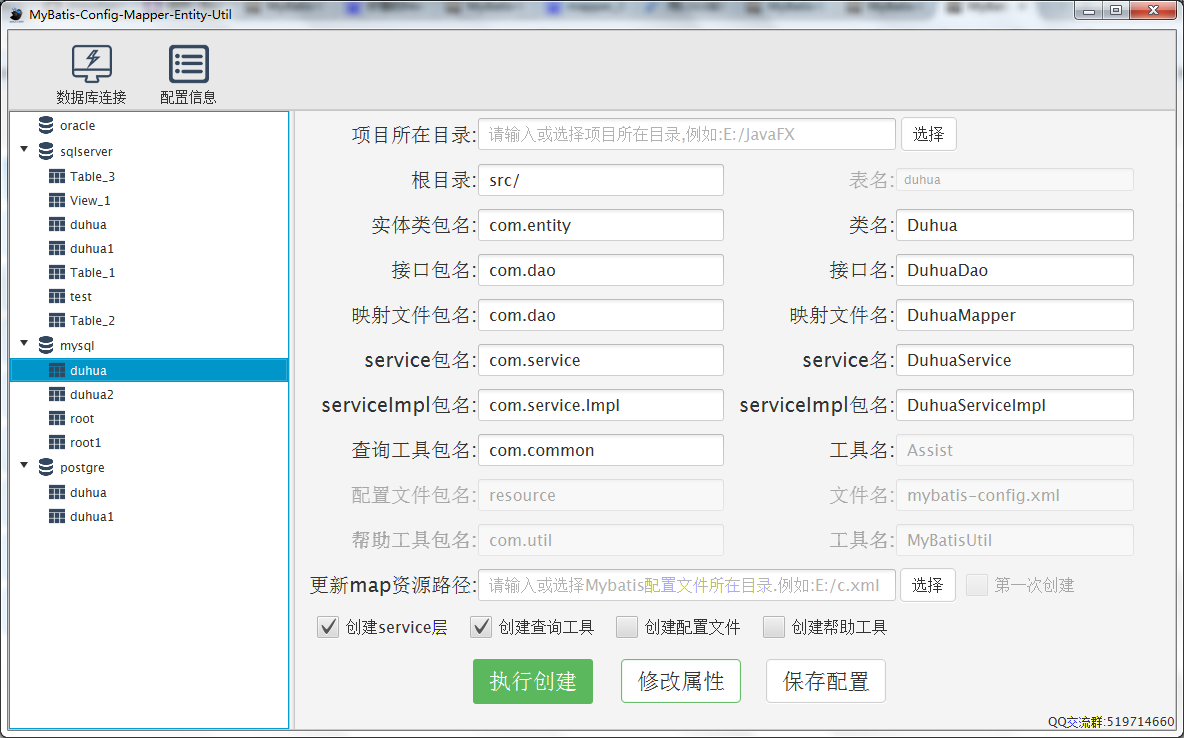 MyBatis-Config-Mapper-Entity-Util
数据库连接 配置信息
oracle
sqlserver
Table_3
View_1
duhua
duhua1
Table_1
test
Table_2
mysql
duhua
duhua2
root
root1
postgre
duhua
duhua1
项目所在目录: 请输入或选择项目所在目录,例如:E:/JavaFX 选择
根目录: src/ 表名: duhua
实体类包名: com.entity 类名: Duhua
接口包名: com.dao 接口名: DuhuaDao
映射文件包名: com.dao 映射文件名: DuhuaMapper
service包名: com.service service名: DuhuaService
serviceImpl包名: com.service.Impl serviceImpl包名: DuhuaServiceImpl
查询工具包名: com.common 工具名: Assist
配置文件包名: resource 文件名: mybatis-config.xml
帮助工具包名: com.util 工具名: MyBatisUtil
更新map资源路径: 请输入或选择Mybatis配置文件所在目录.例如:E:/c.xml 选择 第一次创建
创建service层 创建查询工具 创建配置文件 创建帮助工具
执行创建 修改属性 保存配置
QQ交流群:519714660